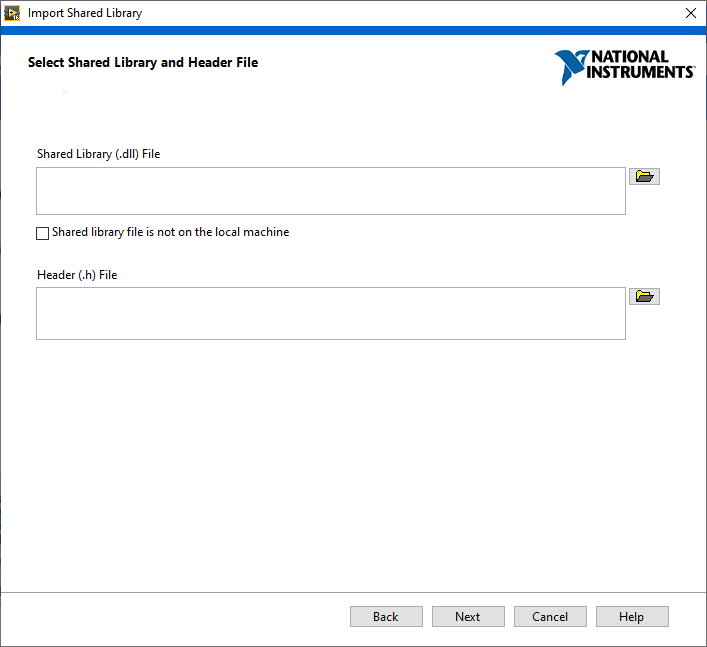 Import Shared Library
Select Shared Library and Header File
NATIONAL
INSTRUMENTS
Shared Library (.dll) File
Shared library file is not on the local machine
Header (.h) File
Back Next Cancel Help